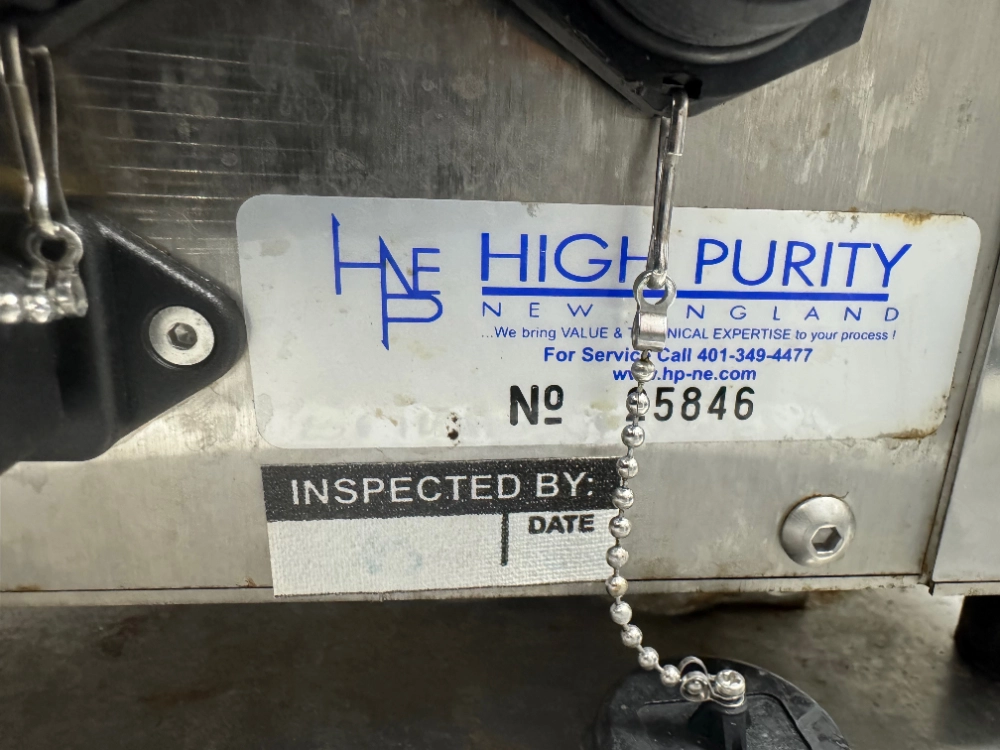 HNE
P
HIGH PURITY
NEW ENGLAND
...We bring VALUE & TECHNICAL EXPERTISE to your process !
For Service Call 401-349-4477
www.hp-ne.com
Nº 5846
INSPECTED BY:
DATE